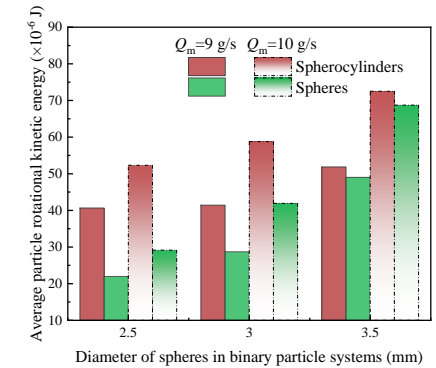 Average particle rotational kinetic energy (×10⁻⁶ J)
90
80
70
60
50
40
30
20
10
Qₘ=9 g/s Qₘ=10 g/s
Spherocylinders
Spheres
2.5 3 3.5
Diameter of spheres in binary particle systems (mm)